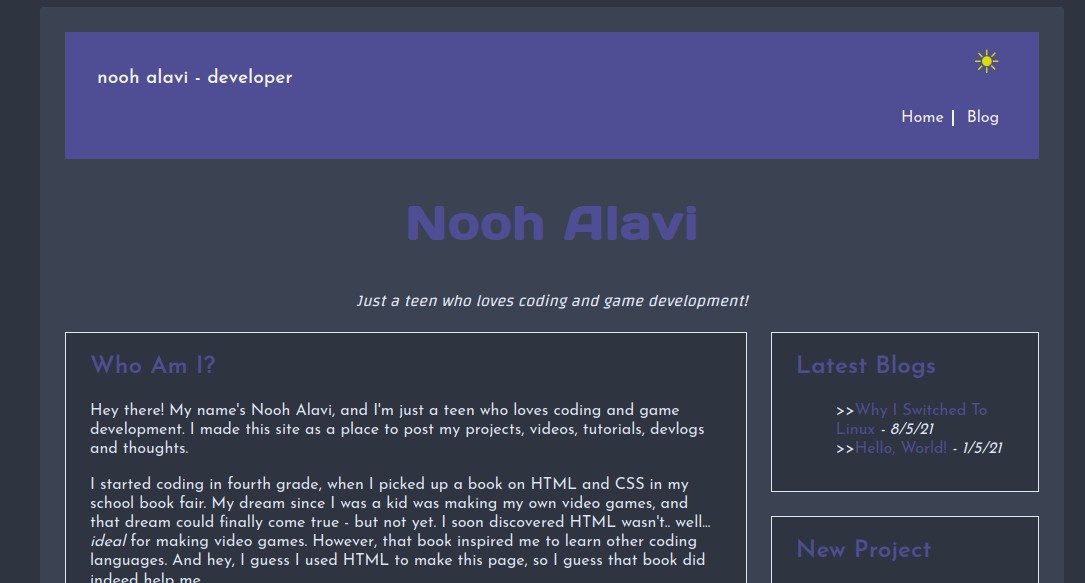 nooh alavi - developer
Home | Blog
Nooh Alavi
Just a teen who loves coding and game development!
Who Am I?
Hey there! My name's Nooh Alavi, and I'm just a teen who loves coding and game
development. I made this site as a place to post my projects, videos, tutorials, devlogs
and thoughts.
I started coding in fourth grade, when I picked up a book on HTML and CSS in my
school book fair. My dream since I was a kid was making my own video games, and
that dream could finally come true - but not yet. I soon discovered HTML wasn't.. well...
ideal for making video games. However, that book inspired me to learn other coding
languages. And hey, I guess I used HTML to make this page, so I guess that book did
indeed help me
Latest Blogs
>>Why I Switched To
Linux - 8/5/21
>>Hello, World! - 1/5/21
New Project